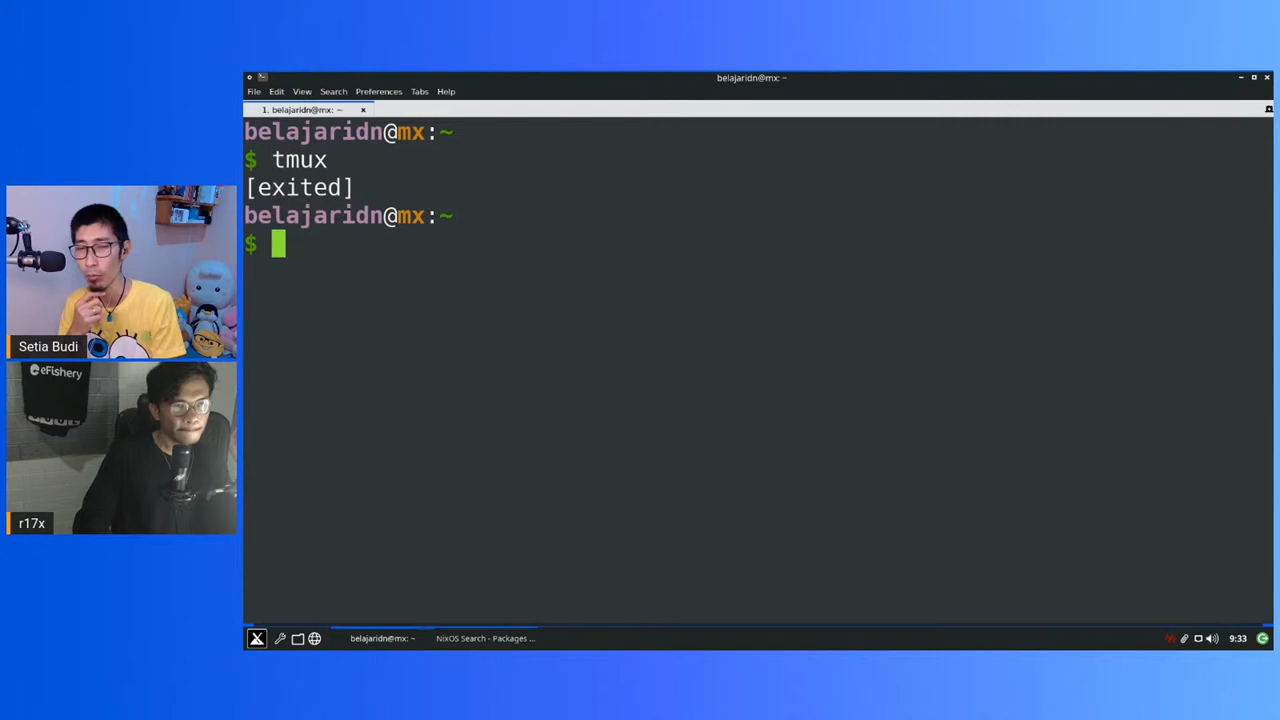 belajaridn@mx: ~
File Edit View Search Preferences Tabs Help
1. belajaridn@mx: ~ ×
belajaridn@mx:~
$ tmux
[exited]
belajaridn@mx:~
$
Setia Budi
eFishery
r17x
belajaridn@mx: ~
NixOS Search - Packages ...
9:33